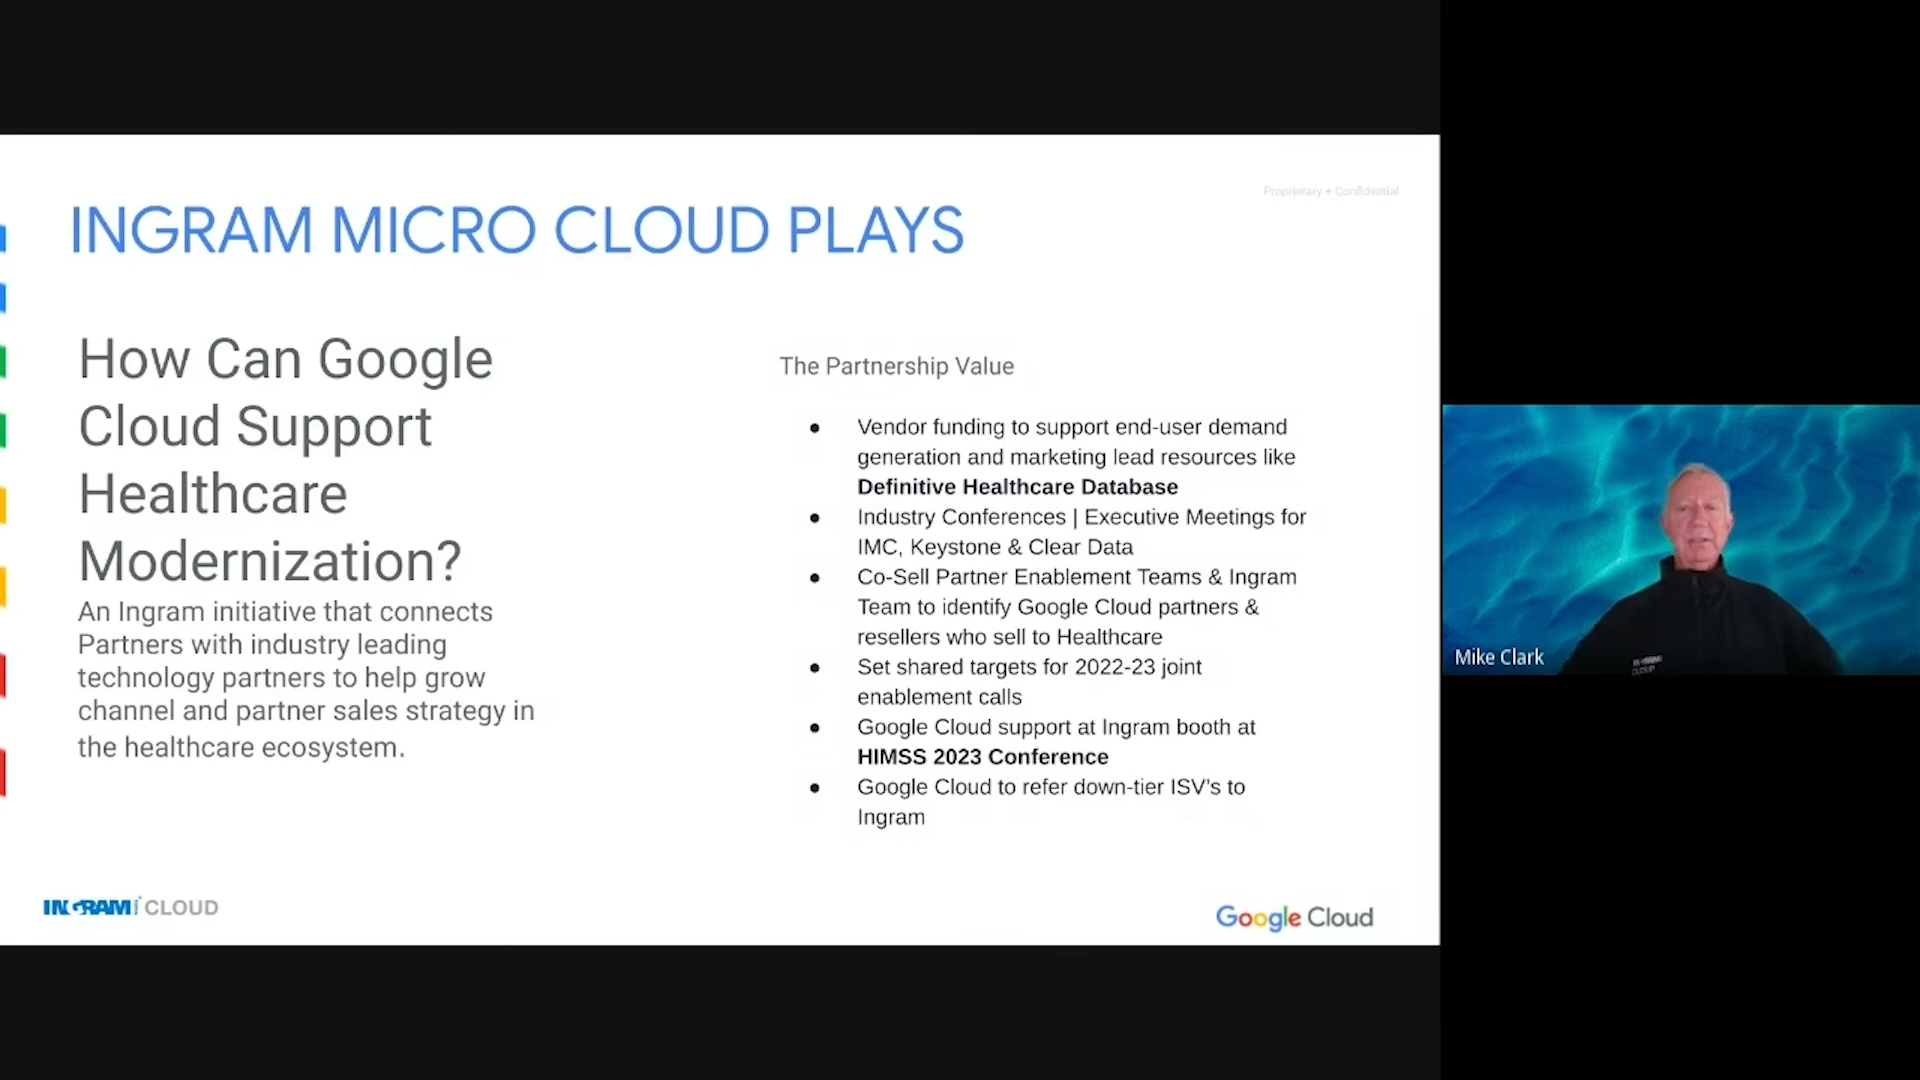 Proprietary + Confidential
INGRAM MICRO CLOUD PLAYS
How Can Google
Cloud Support
Healthcare
Modernization?
An Ingram initiative that connects
Partners with industry leading
technology partners to help grow
channel and partner sales strategy in
the healthcare ecosystem.
The Partnership Value
● Vendor funding to support end-user demand
generation and marketing lead resources like
Definitive Healthcare Database
● Industry Conferences | Executive Meetings for
IMC, Keystone & Clear Data
● Co-Sell Partner Enablement Teams & Ingram
Team to identify Google Cloud partners &
resellers who sell to Healthcare
● Set shared targets for 2022-23 joint
enablement calls
● Google Cloud support at Ingram booth at
HIMSS 2023 Conference
● Google Cloud to refer down-tier ISV's to
Ingram
INGRAM CLOUD
Google Cloud
Mike Clark
INGRAM
CLOUD